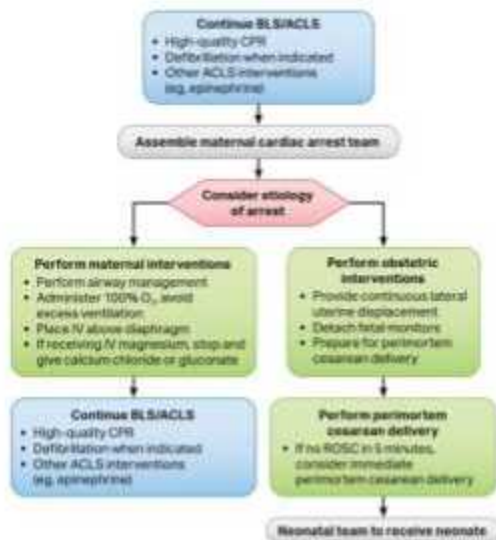 Continue BLS/ACLS
• High-quality CPR
• Defibrillation when indicated
• Other ACLS interventions
(eg, epinephrine)
Assemble maternal cardiac arrest team
Consider etiology
of arrest
Perform maternal interventions
• Perform airway management
• Administer 100% O₂, avoid
excess ventilation
• Place IV above diaphragm
• If receiving IV magnesium, stop and
give calcium chloride or gluconate
Perform obstetric
interventions
• Provide continuous lateral
uterine displacement
• Detach fetal monitors
• Prepare for perimortem
cesarean delivery
Continue BLS/ACLS
• High-quality CPR
• Defibrillation when indicated
• Other ACLS interventions
(eg, epinephrine)
Perform perimortem
cesarean delivery
• If no ROSC in 5 minutes,
consider immediate
perimortem cesarean delivery
Neonatal team to receive neonate